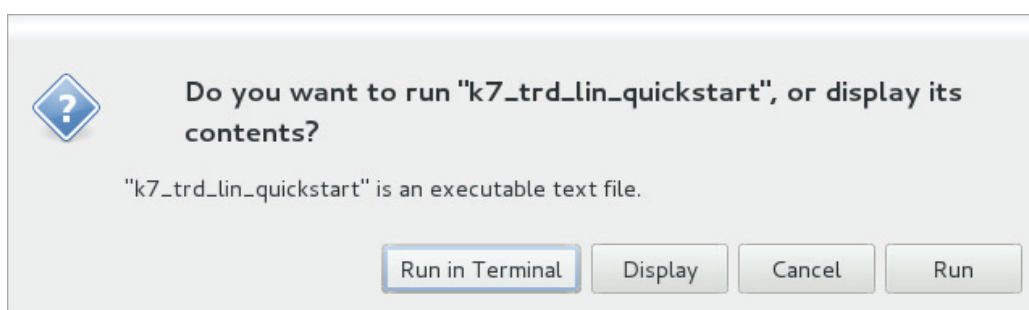 Do you want to run "k7_trd_lin_quickstart", or display its
contents?
"k7_trd_lin_quickstart" is an executable text file.
Run in Terminal
Display
Cancel
Run